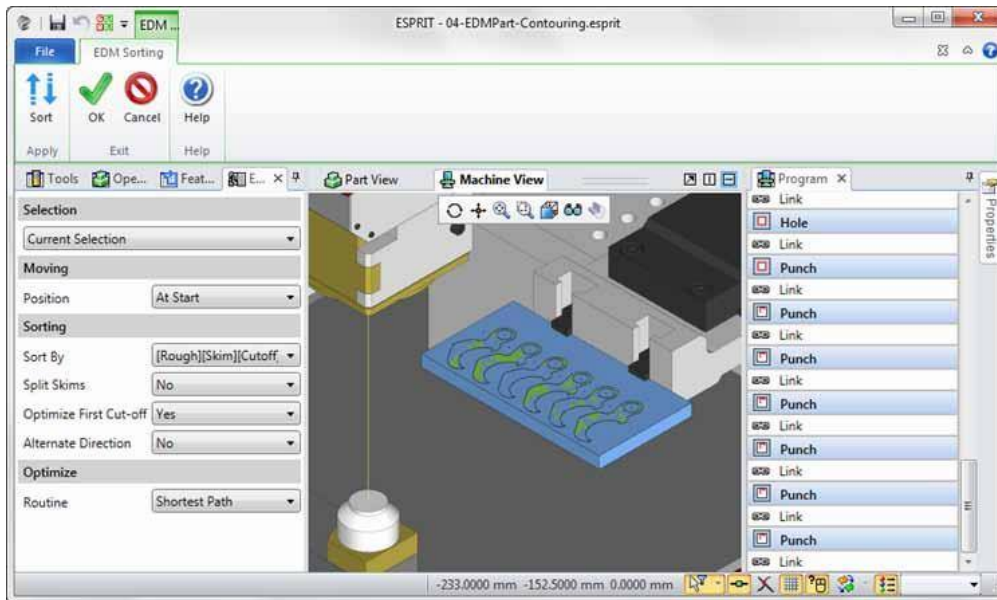 EDM ...
ESPRIT - 04-EDMPart-Contouring.esprit
File
EDM Sorting
Sort
OK
Cancel
Help
Apply
Exit
Help
Tools
Ope...
Feat...
E...
Part View
Machine View
Program
Properties
Selection
Current Selection
Moving
Position
At Start
Sorting
Sort By
[Rough][Skim][Cutoff,
Split Skims
No
Optimize First Cut-off
Yes
Alternate Direction
No
Optimize
Routine
Shortest Path
Link
Hole
Link
Punch
Link
Punch
Link
Punch
Link
Punch
Link
Punch
Link
Punch
Link
Punch
Link
-233.0000 mm -152.5000 mm 0.0000 mm